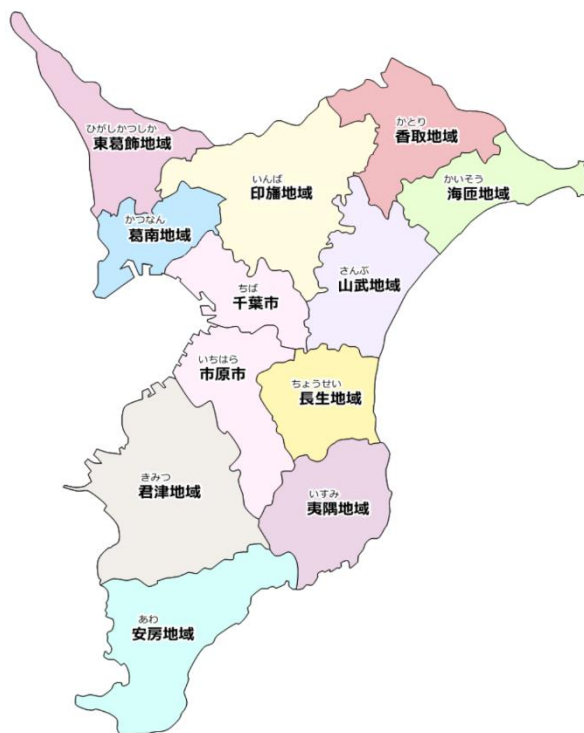 ひがしかつしか
東葛飾地域
かとり
香取地域
いんば
印旛地域
かいそう
海匝地域
かつなん
葛南地域
さんぶ
山武地域
ちば
千葉市
いちはら
市原市
ちょうせい
長生地域
きみつ
君津地域
いすみ
夷隅地域
あわ
安房地域